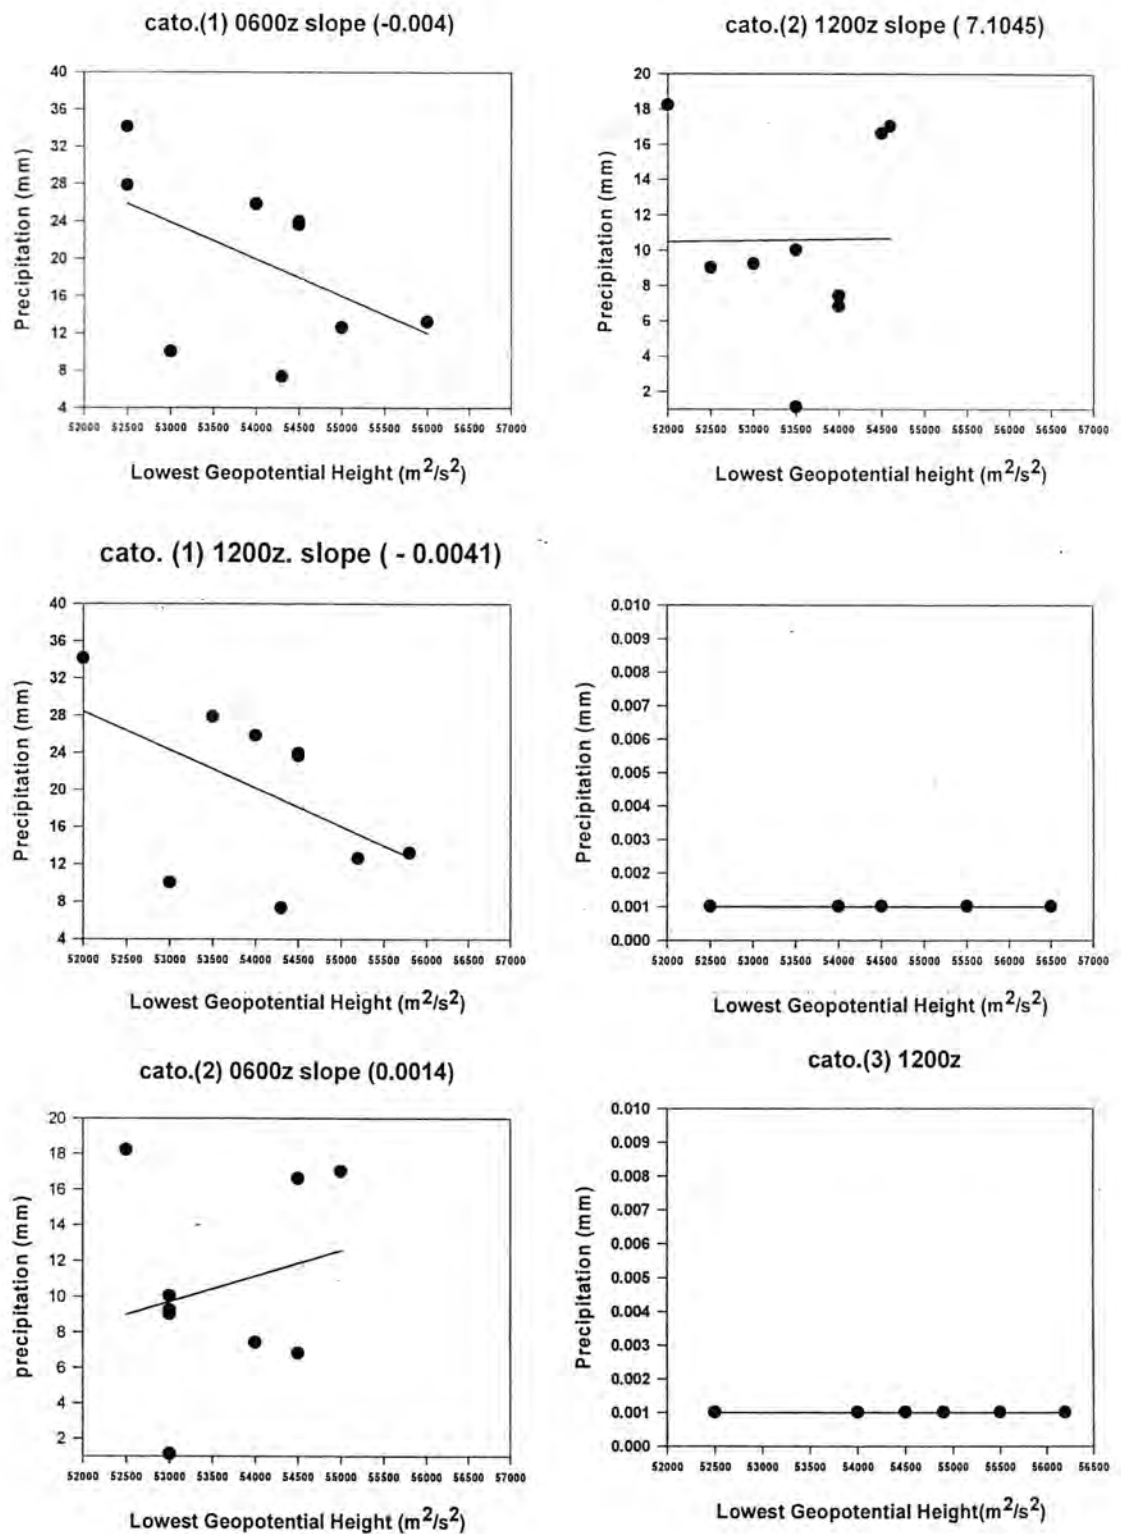 cato.(1) 0600z slope (-0.004)
40
36
32
28
24
20
16
12
8
4
Precipitation (mm)
52000 52500 53000 53500 54000 54500 55000 55500 56000 56500 57000
Lowest Geopotential Height (m²/s²)
cato.(2) 1200z slope ( 7.1045)
20
18
16
14
12
10
8
6
4
2
Precipitation (mm)
52000 52500 53000 53500 54000 54500 55000 55500 56000 56500 57000
Lowest Geopotential height (m²/s²)
cato. (1) 1200z. slope ( - 0.0041)
40
36
32
28
24
20
16
12
8
4
Precipitation (mm)
52000 52500 53000 53500 54000 54500 55000 55500 56000 56500 57000
Lowest Geopotential Height (m²/s²)
0.010
0.009
0.008
0.007
0.006
0.005
0.004
0.003
0.002
0.001
0.000
Precipitation (mm)
52000 52500 53000 53500 54000 54500 55000 55500 56000 56500 57000
Lowest Geopotential Height (m²/s²)
cato.(2) 0600z slope (0.0014)
20
18
16
14
12
10
8
6
4
2
precipitation (mm)
52000 52500 53000 53500 54000 54500 55000 55500 56000 56500 57000
Lowest Geopotential Height (m²/s²)
cato.(3) 1200z
0.010
0.009
0.008
0.007
0.006
0.005
0.004
0.003
0.002
0.001
0.000
Precipitation (mm)
52000 52500 53000 53500 54000 54500 55000 55500 56000 56500
Lowest Geopotential Height(m²/s²)